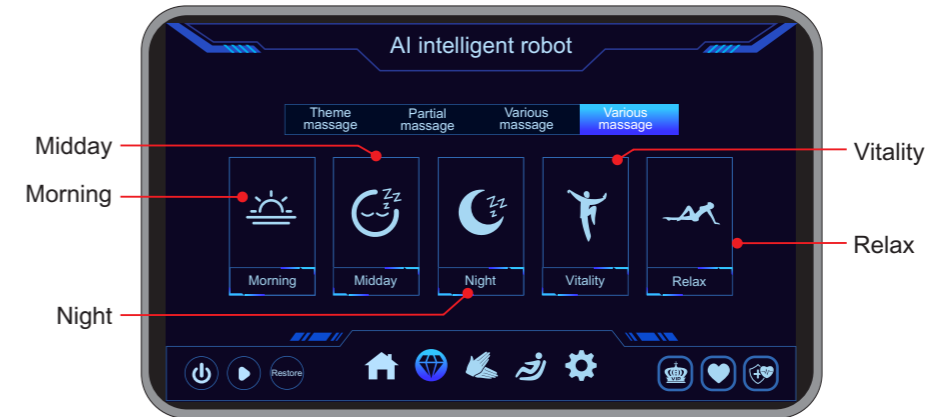 AI intelligent robot
Theme
massage
Partial
massage
Various
massage
Various
massage
Midday
Morning
Vitality
Relax
Night
Morning
Midday
Night
Vitality
Relax
Restore
VIP